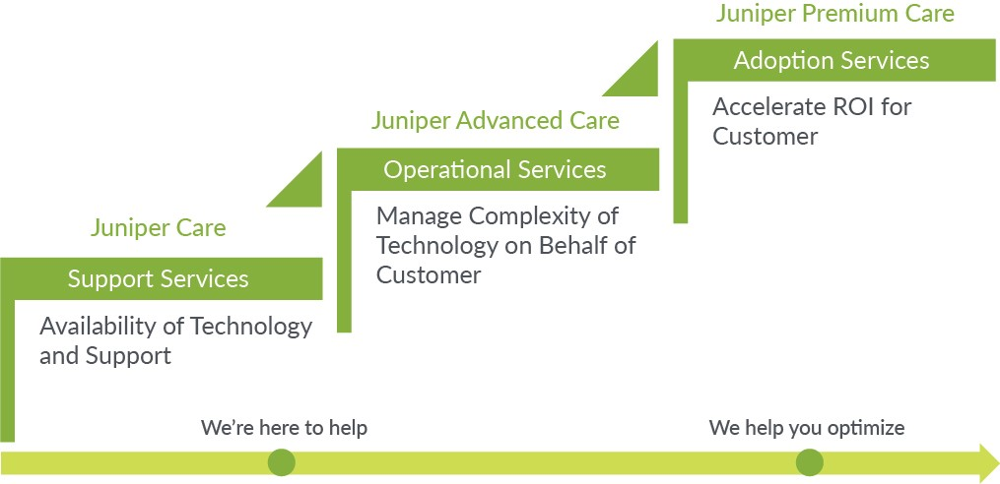 Juniper Premium Care
Adoption Services
Accelerate ROI for
Customer
Juniper Advanced Care
Operational Services
Manage Complexity of
Technology on Behalf of
Customer
Juniper Care
Support Services
Availability of Technology
and Support
We’re here to help
We help you optimize